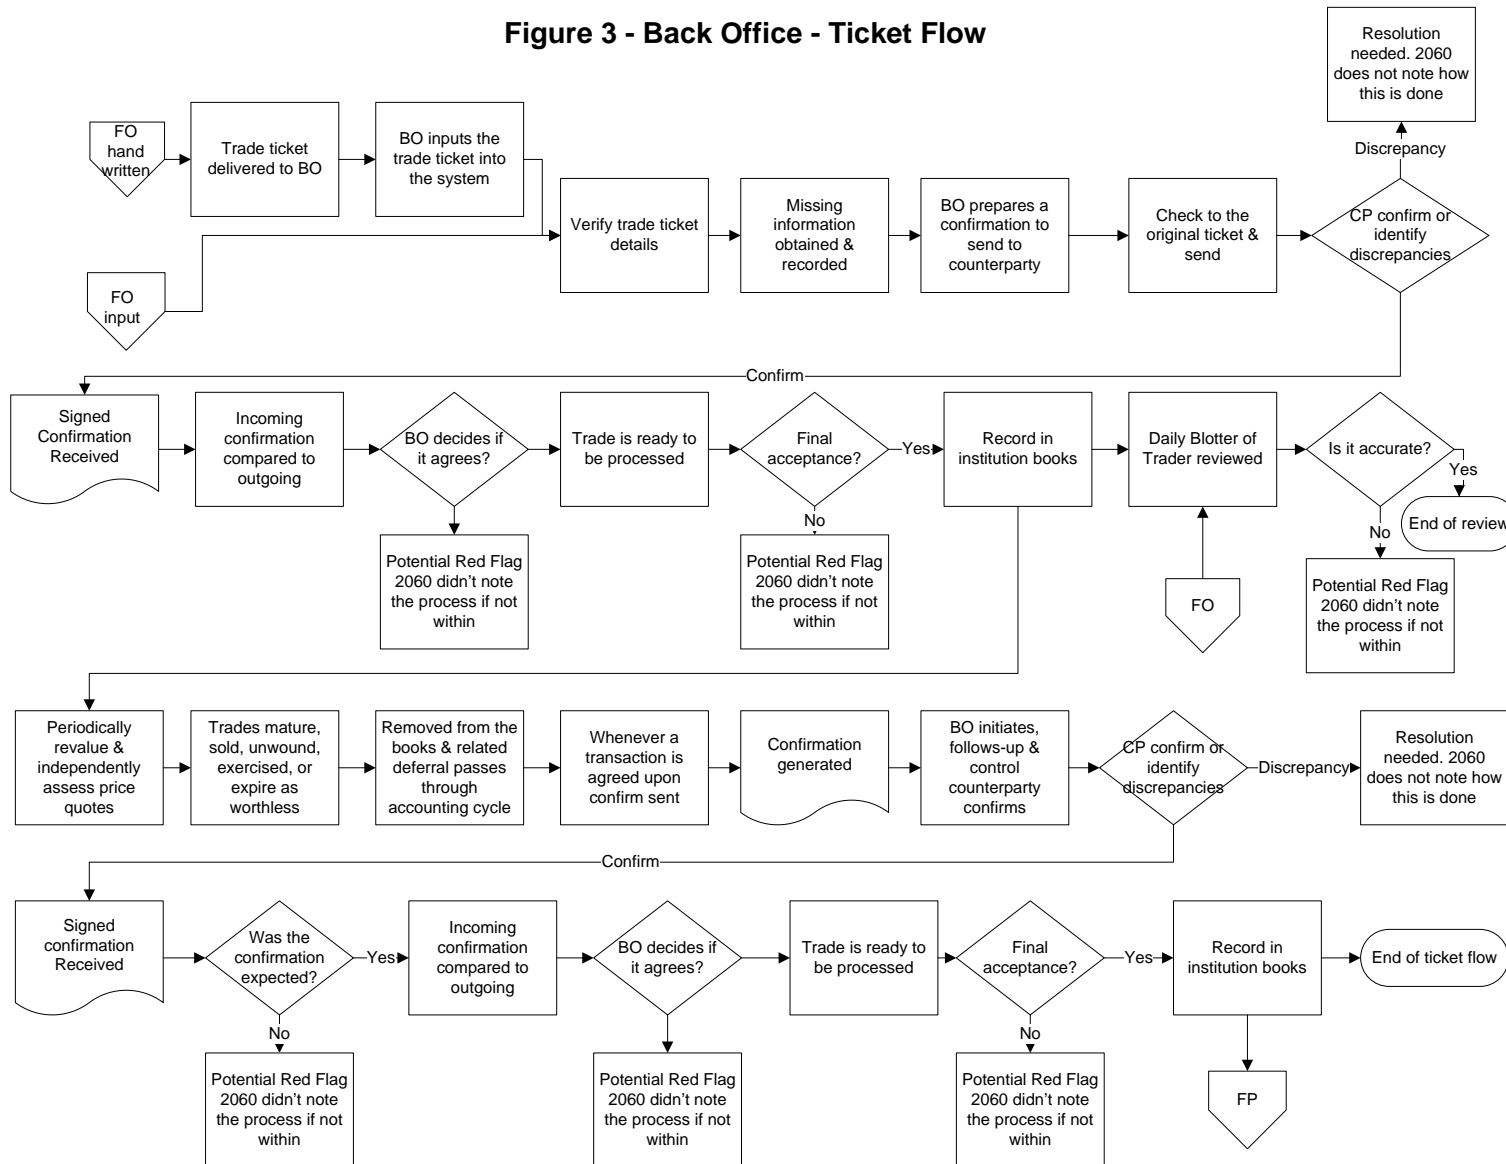 Figure 3 - Back Office - Ticket Flow
Resolution
needed. 2060
does not note how
this is done
FO
hand
written
Trade ticket
delivered to BO
BO inputs the
trade ticket into
the system
Discrepancy
Verify trade ticket
details
Missing
information
obtained &
recorded
BO prepares a
confirmation to
send to
counterparty
Check to the
original ticket &
send
CP confirm or
identify
discrepancies
FO
input
Confirm
Signed
Confirmation
Received
Incoming
confirmation
compared to
outgoing
BO decides if
it agrees?
Trade is ready to
be processed
Final
acceptance?
Yes
Record in
institution books
Daily Blotter of
Trader reviewed
Is it accurate?
Yes
End of review
No
No
Potential Red Flag
2060 didn't note
the process if not
within
Potential Red Flag
2060 didn't note
the process if not
within
FO
Potential Red Flag
2060 didn't note
the process if not
within
Periodically
revalue &
independently
assess price
quotes
Trades mature,
sold, unwound,
exercised, or
expire as
worthless
Removed from the
books & related
deferral passes
through
accounting cycle
Whenever a
transaction is
agreed upon
confirm sent
Confirmation
generated
BO initiates,
follows-up &
control
counterparty
confirms
CP confirm or
identify
discrepancies
Discrepancy
Resolution
needed. 2060
does not note how
this is done
Confirm
Signed
confirmation
Received
Was the
confirmation
expected?
Yes
Incoming
confirmation
compared to
outgoing
BO decides if
it agrees?
Trade is ready to
be processed
Final
acceptance?
Yes
Record in
institution books
End of ticket flow
No
No
Potential Red Flag
2060 didn't note
the process if not
within
Potential Red Flag
2060 didn't note
the process if not
within
Potential Red Flag
2060 didn't note
the process if not
within
FP